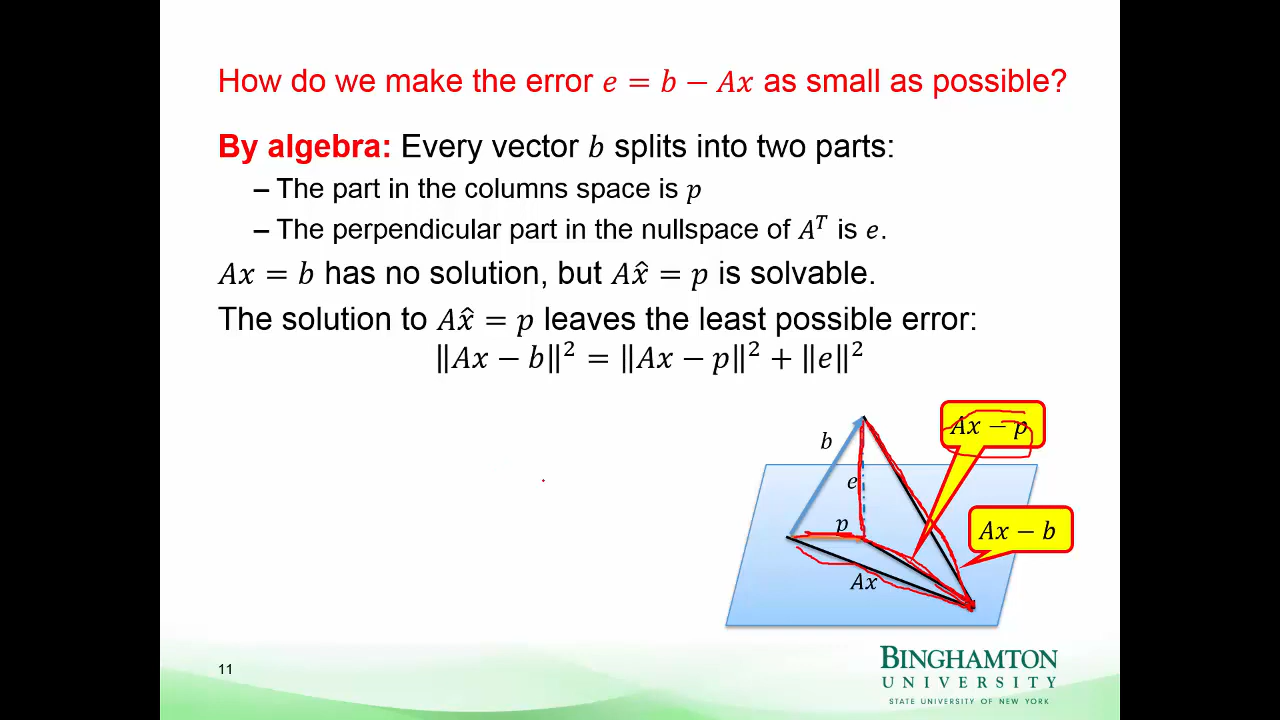 How do we make the error e = b − Ax as small as possible?
By algebra: Every vector b splits into two parts:
– The part in the columns space is p
– The perpendicular part in the nullspace of Aᵀ is e.
Ax = b has no solution, but Ax̂ = p is solvable.
The solution to Ax̂ = p leaves the least possible error:
‖Ax − b‖² = ‖Ax − p‖² + ‖e‖²
Ax − p
b
e
p
Ax − b
Ax
11
BINGHAMTON
UNIVERSITY
STATE UNIVERSITY OF NEW YORK